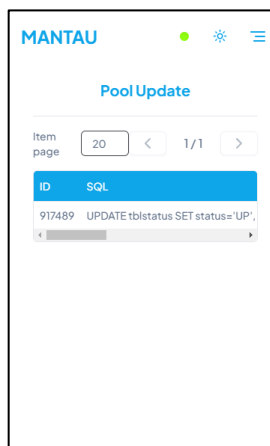 MANTAU
Pool Update
Item page 20 1 / 1
ID SQL
917489 UPDATE tblstatus SET status='UP',